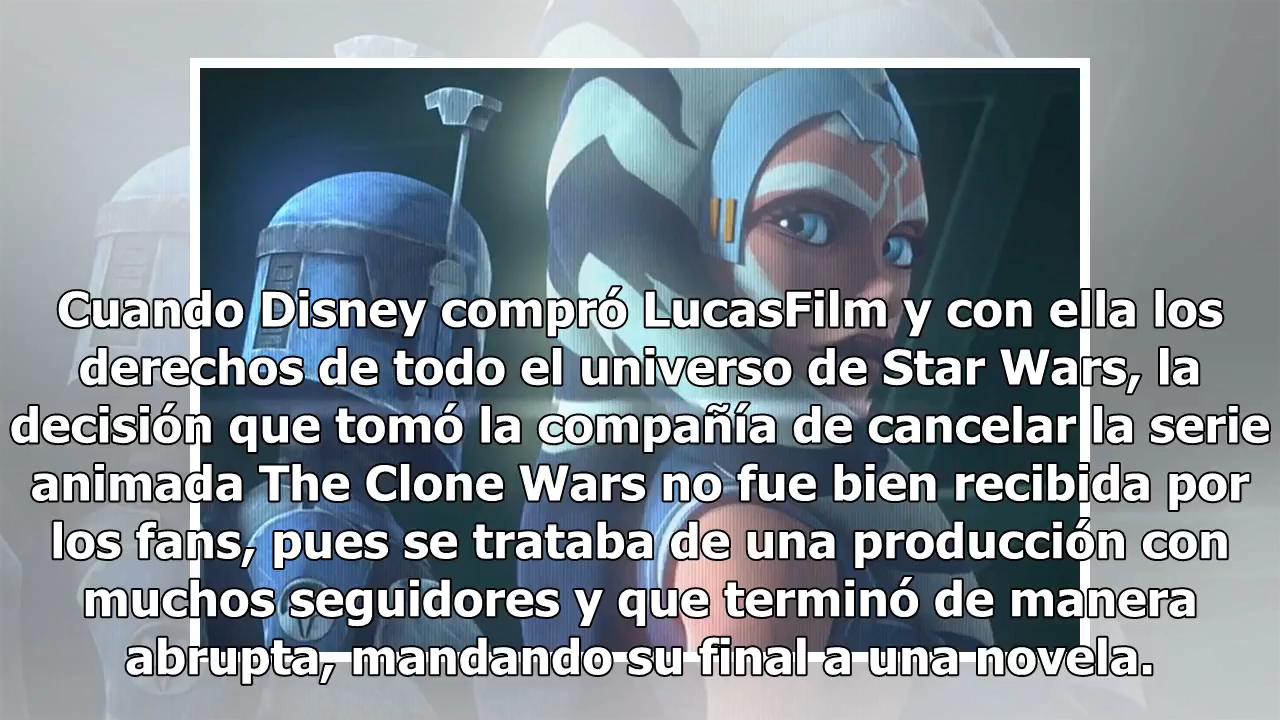 Cuando Disney compró LucasFilm y con ella los
derechos de todo el universo de Star Wars, la
decisión que tomó la compañía de cancelar la serie
animada The Clone Wars no fue bien recibida por
los fans, pues se trataba de una producción con
muchos seguidores y que terminó de manera
abrupta, mandando su final a una novela.